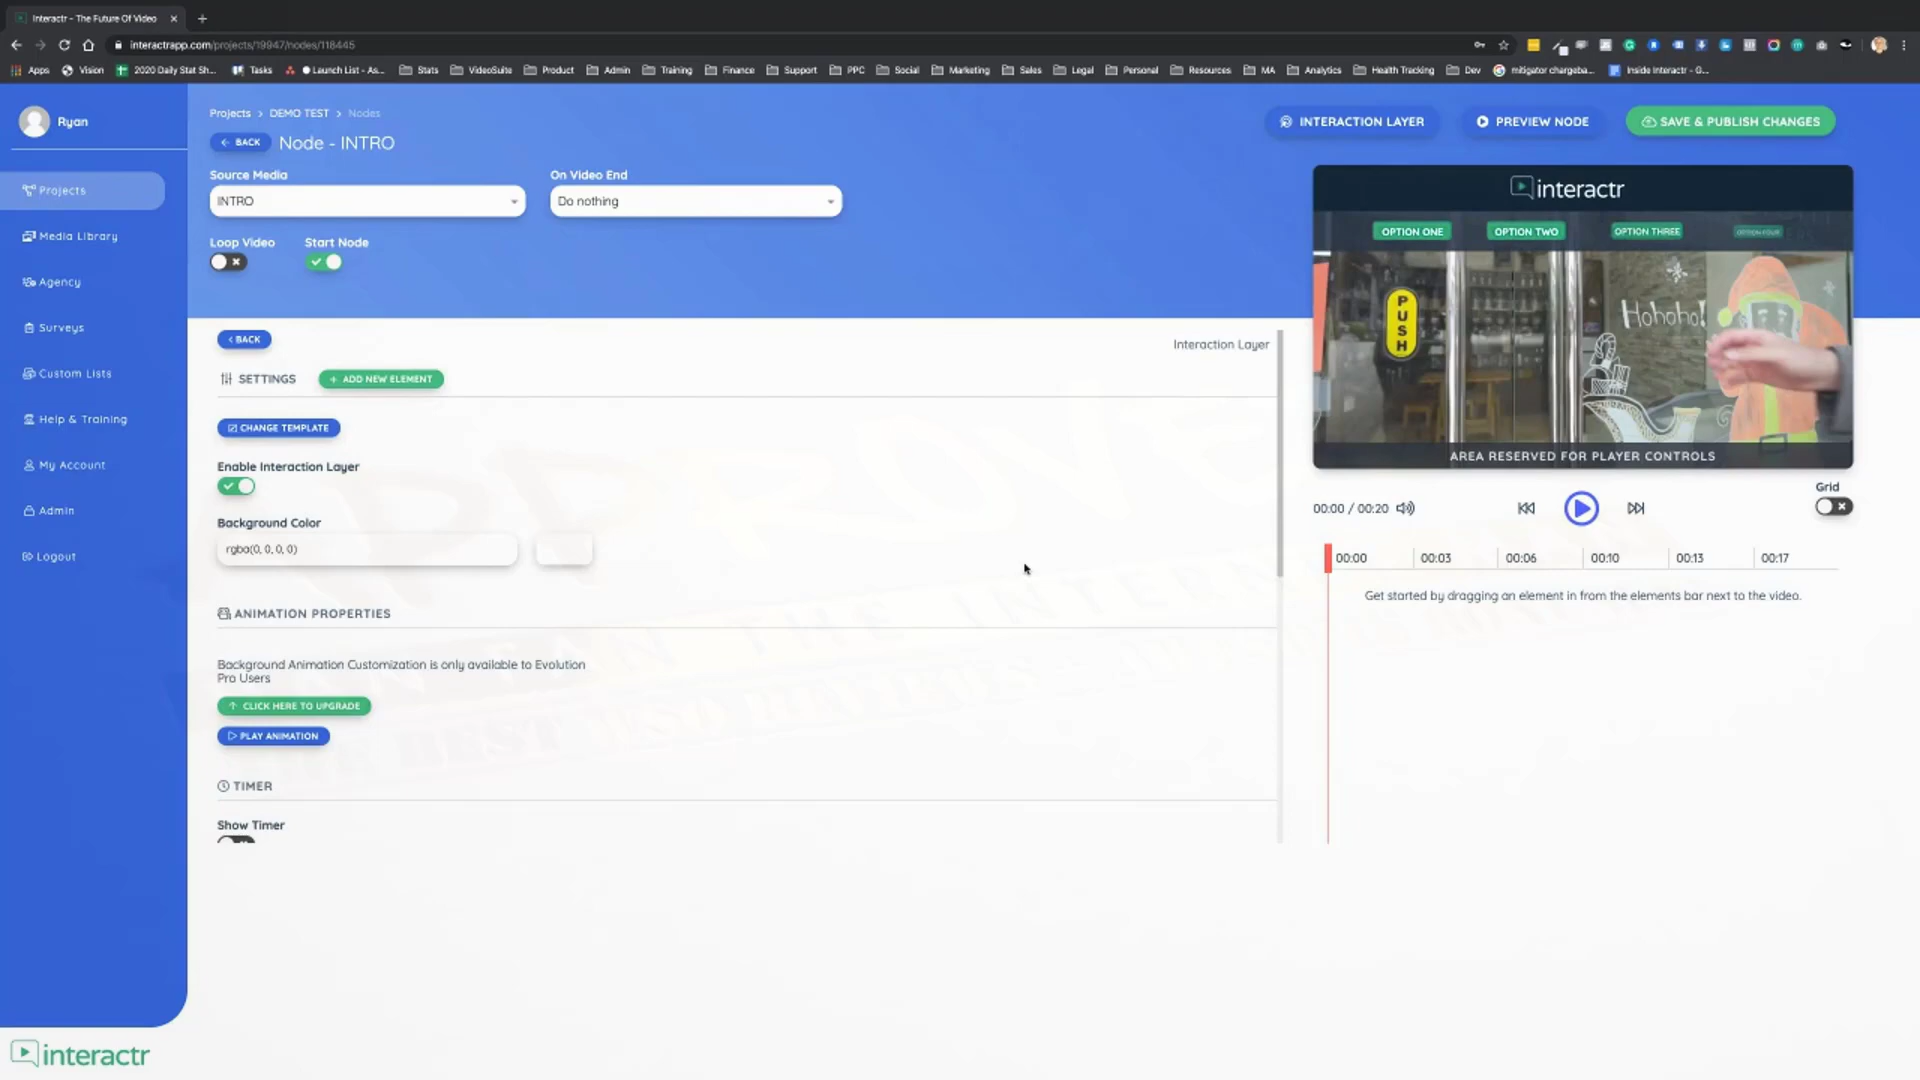 Interactr - The Future Of Video
interactrapp.com/projects/19947/nodes/118445
Apps
Vision
2020 Daily Stat Sh...
Tasks
Launch List - As...
Stats
VideoSuite
Product
Admin
Training
Finance
Support
PPC
Social
Marketing
Sales
Legal
Personal
Resources
MA
Analytics
Health Tracking
Dev
mitigator chargeba...
Inside Interactr - G...
Ryan
Projects
Media Library
Agency
Surveys
Custom Lists
Help & Training
My Account
Admin
Logout
interactr
Projects > DEMO TEST > Nodes
BACK
Node - INTRO
INTERACTION LAYER
PREVIEW NODE
SAVE & PUBLISH CHANGES
Source Media
INTRO
On Video End
Do nothing
Loop Video
Start Node
BACK
Interaction Layer
SETTINGS
+ ADD NEW ELEMENT
CHANGE TEMPLATE
Enable Interaction Layer
Background Color
rgba(0, 0, 0, 0)
ANIMATION PROPERTIES
Background Animation Customization is only available to Evolution
Pro Users
CLICK HERE TO UPGRADE
PLAY ANIMATION
TIMER
Show Timer
interactr
OPTION ONE
OPTION TWO
OPTION THREE
OPTION FOUR
PUSH
Hohoho!
AREA RESERVED FOR PLAYER CONTROLS
00:00 / 00:20
Grid
00:00
00:03
00:06
00:10
00:13
00:17
Get started by dragging an element in from the elements bar next to the video.